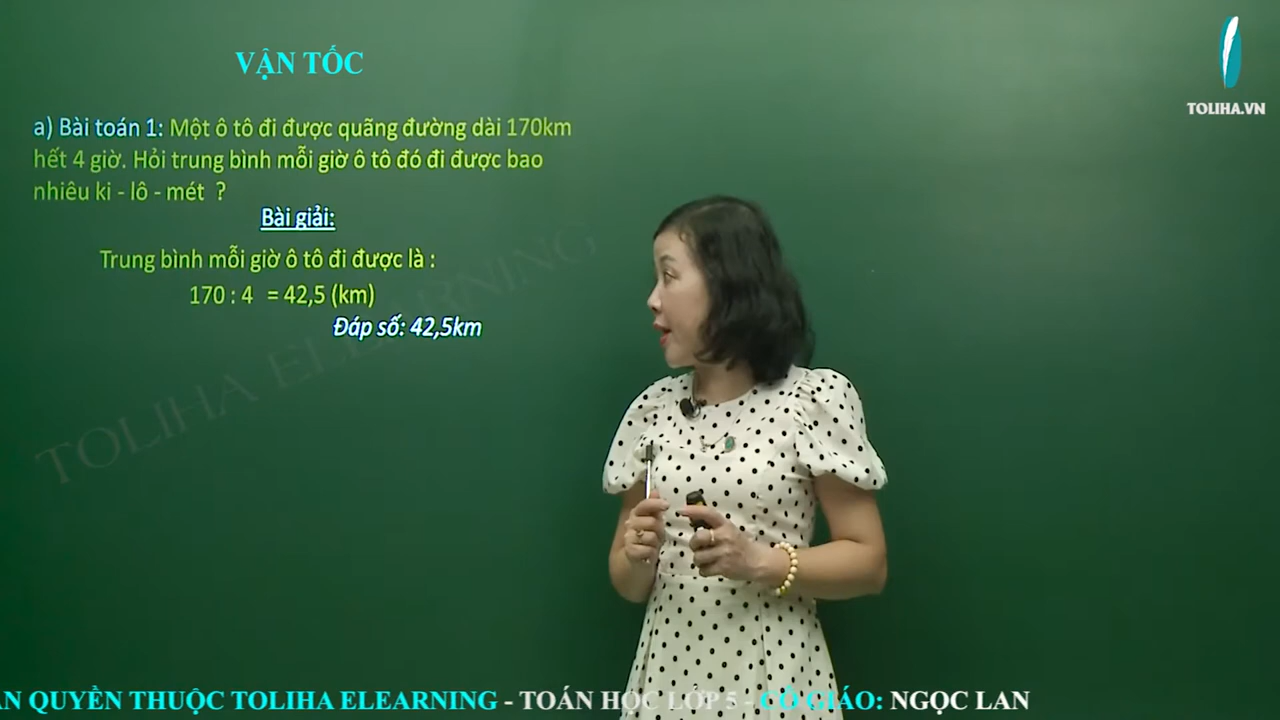 VẬN TỐC
TOLIHA.VN
a) Bài toán 1: Một ô tô đi được quãng đường dài 170km
hết 4 giờ. Hỏi trung bình mỗi giờ ô tô đó đi được bao
nhiêu ki - lô - mét ?
Bài giải:
Trung bình mỗi giờ ô tô đi được là :
170 : 4 = 42,5 (km)
Đáp số: 42,5km
TOLIHA ELEARNING
QUYỀN THUỘC TOLIHA ELEARNING - TOÁN HỌC LỚP 5 - CÔ GIÁO: NGỌC LAN